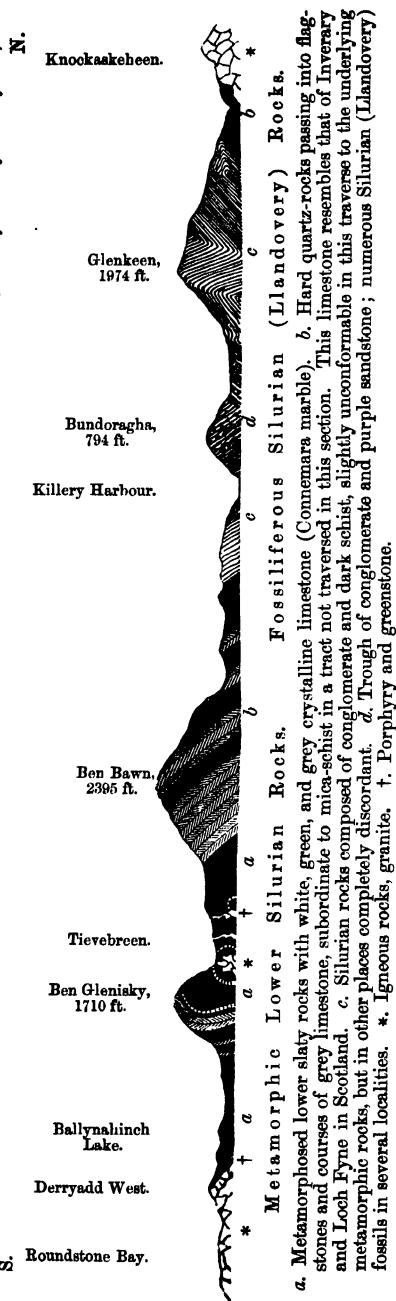 N.
Knockaskeheen.
Glenkeen,
1974 ft.
Bundoragha,
794 ft.
Killery Harbour.
Ben Bawn,
2395 ft.
Tievebreen.
Ben Glenisky,
1710 ft.
Ballynahinch
Lake.
Derryadd West.
Roundstone Bay.
S.
* † a a * † a b c d c b *
Metamorphic Lower Silurian Rocks. Fossiliferous Silurian (Llandovery) Rocks.
a. Metamorphosed lower slaty rocks with white, green, and grey crystalline limestone (Connemara marble). b. Hard quartz-rocks passing into flag-
stones and courses of grey limestone, subordinate to mica-schist in a tract not traversed in this section. This limestone resembles that of Inverary
and Loch Fyne in Scotland. c. Silurian rocks composed of conglomerate and dark schist, slightly unconformable in this traverse to the underlying
metamorphic rocks, but in other places completely discordant. d. Trough of conglomerate and purple sandstone; numerous Silurian (Llandovery)
fossils in several localities. *. Igneous rocks, granite. †. Porphyry and greenstone.